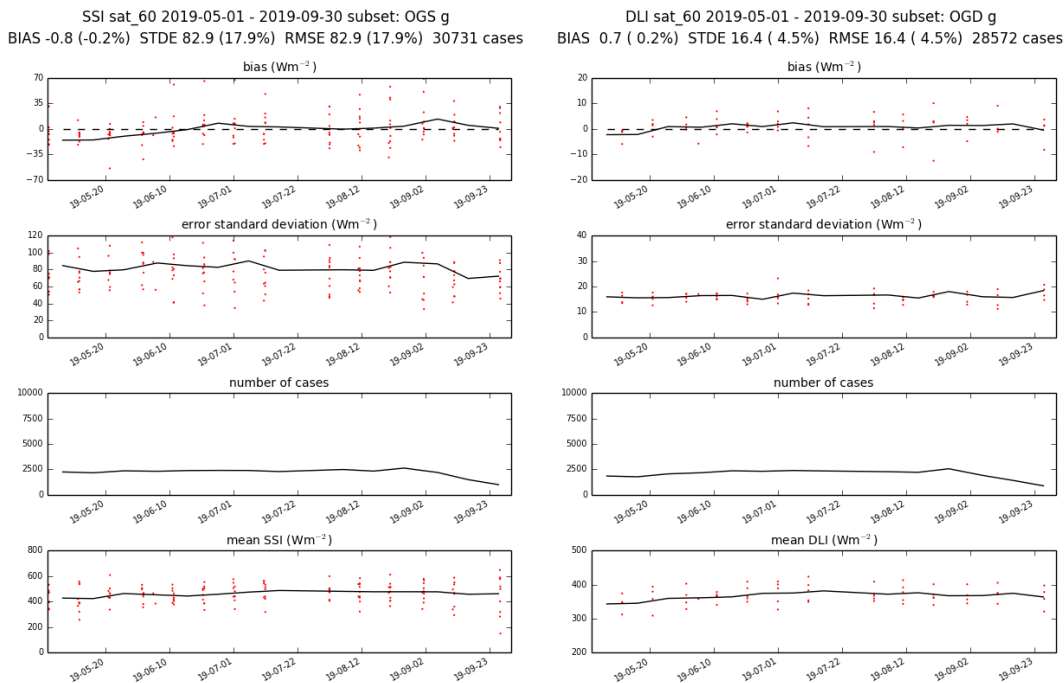 SSI sat_60 2019-05-01 - 2019-09-30 subset: OGS g
BIAS -0.8 (-0.2%) STDE 82.9 (17.9%) RMSE 82.9 (17.9%) 30731 cases
bias (Wm⁻²)
70
35
0
−35
−70
19-05-20 19-06-10 19-07-01 19-07-22 19-08-12 19-09-02 19-09-23
error standard deviation (Wm⁻²)
120
100
80
60
40
20
0
19-05-20 19-06-10 19-07-01 19-07-22 19-08-12 19-09-02 19-09-23
number of cases
10000
7500
5000
2500
0
19-05-20 19-06-10 19-07-01 19-07-22 19-08-12 19-09-02 19-09-23
mean SSI (Wm⁻²)
800
600
400
200
0
19-05-20 19-06-10 19-07-01 19-07-22 19-08-12 19-09-02 19-09-23
DLI sat_60 2019-05-01 - 2019-09-30 subset: OGD g
BIAS 0.7 ( 0.2%) STDE 16.4 ( 4.5%) RMSE 16.4 ( 4.5%) 28572 cases
bias (Wm⁻²)
20
10
0
−10
−20
19-05-20 19-06-10 19-07-01 19-07-22 19-08-12 19-09-02 19-09-23
error standard deviation (Wm⁻²)
40
30
20
10
0
19-05-20 19-06-10 19-07-01 19-07-22 19-08-12 19-09-02 19-09-23
number of cases
10000
7500
5000
2500
0
19-05-20 19-06-10 19-07-01 19-07-22 19-08-12 19-09-02 19-09-23
mean DLI (Wm⁻²)
500
400
300
200
19-05-20 19-06-10 19-07-01 19-07-22 19-08-12 19-09-02 19-09-23